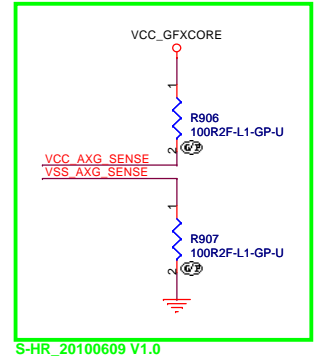 VCC_GFXCORE
1
R906
100R2F-L1-GP-U
2
G/P
VCC_AXG_SENSE
VSS_AXG_SENSE
1
R907
100R2F-L1-GP-U
2
G/P
S-HR_20100609 V1.0